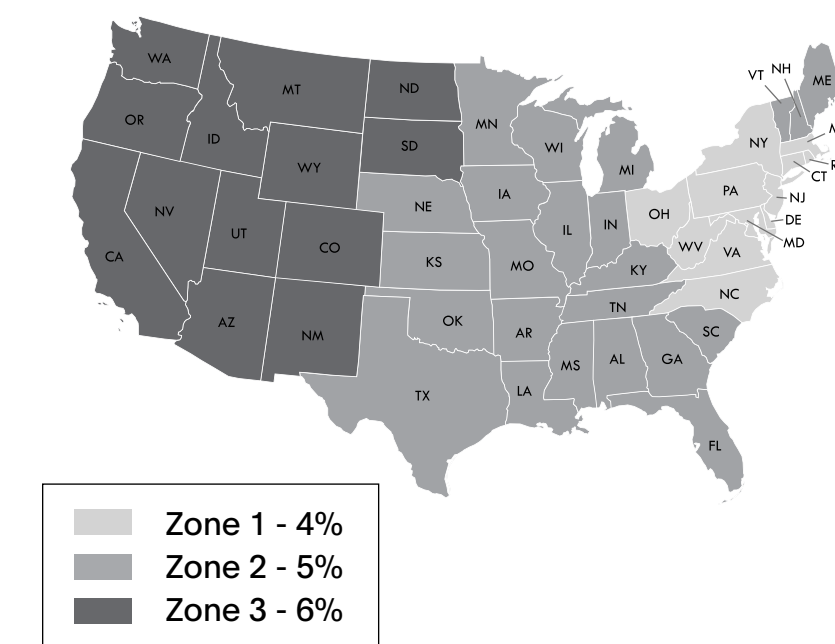 WA
MT
ND
MN
OR
ID
SD
WI
MI
WY
NE
IA
NV
UT
CO
KS
MO
IL
IN
OH
CA
AZ
NM
OK
AR
KY
TN
TX
LA
MS
AL
GA
SC
NC
FL
VT
NH
ME
NY
M
R
CT
PA
NJ
DE
MD
WV
VA
Zone 1 - 4%
Zone 2 - 5%
Zone 3 - 6%